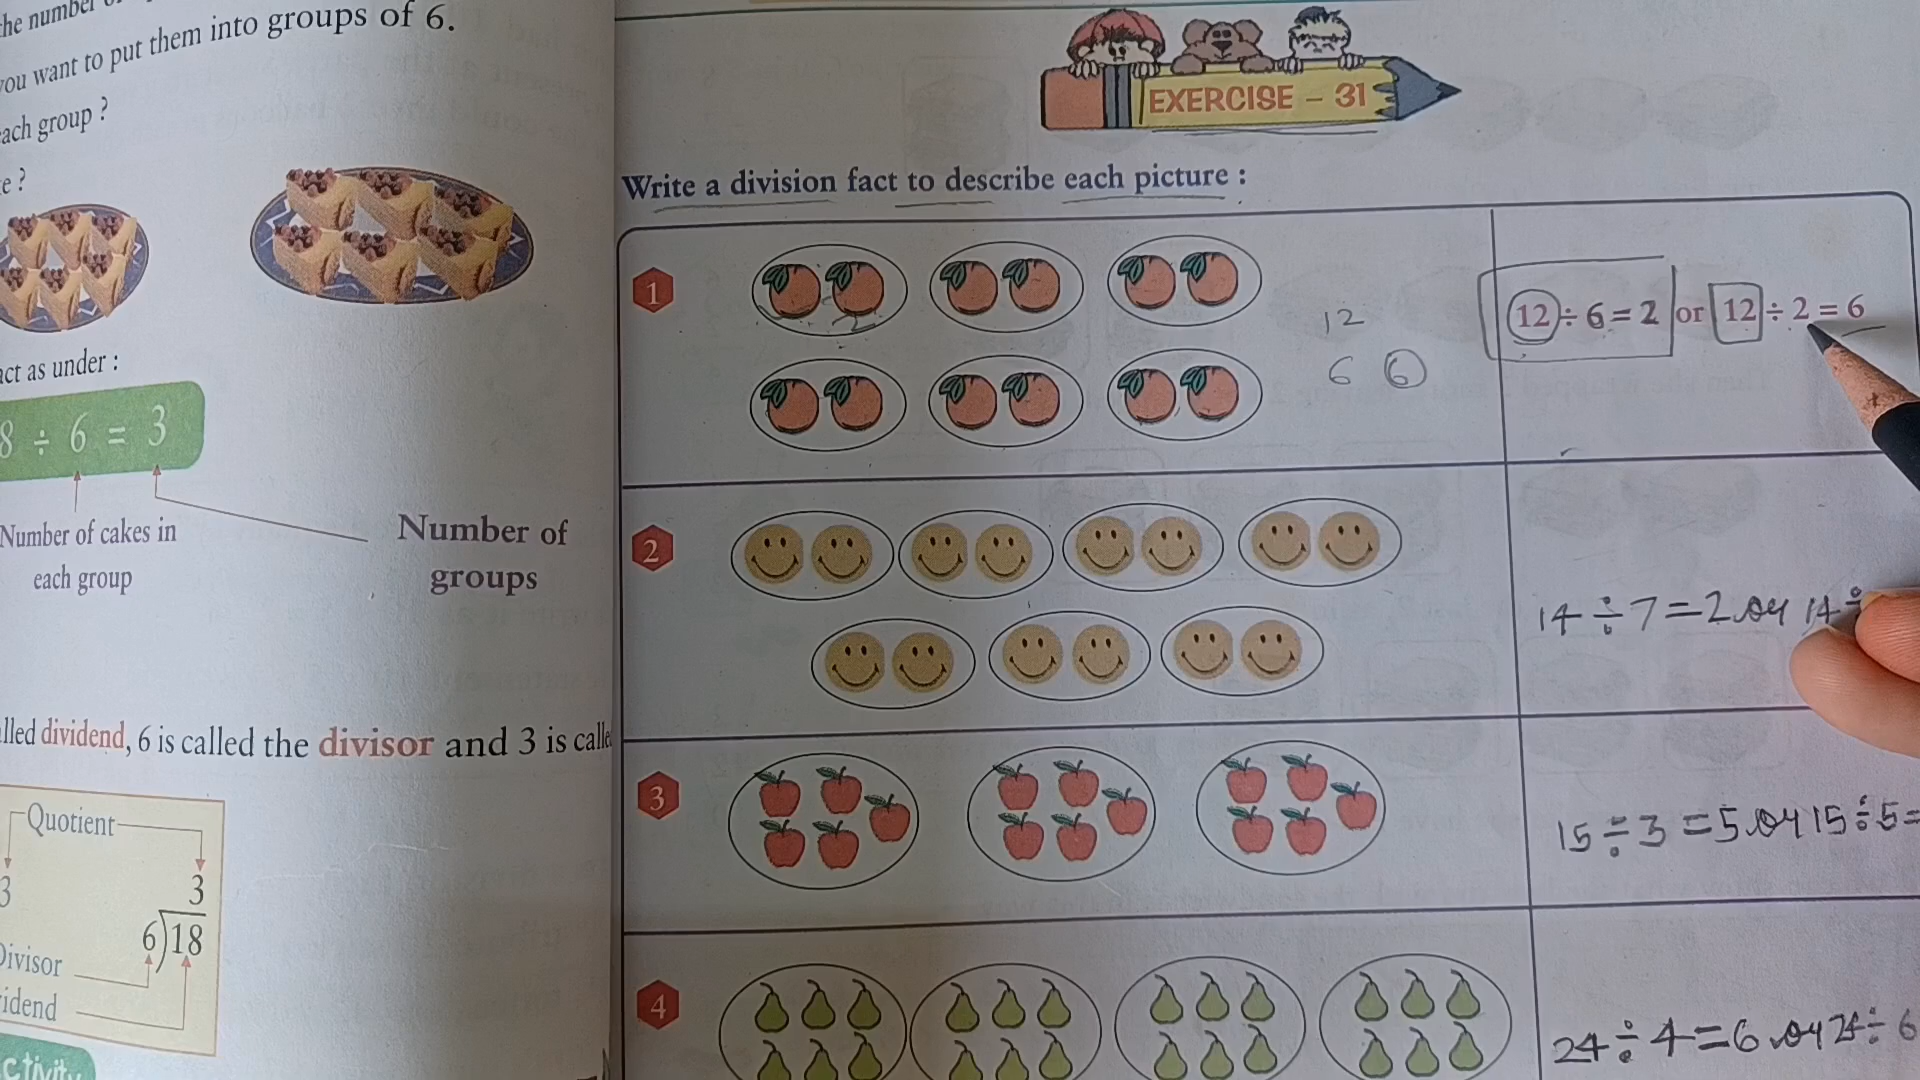 he number
you want to put them into groups of 6.
each group ?
e ?
act as under :
8 ÷ 6 = 3
Number of cakes in
each group
Number of
groups
lled dividend, 6 is called the divisor and 3 is calle
Quotient
3
3
6)18
Divisor
idend
ctivity
EXERCISE - 31
Write a division fact to describe each picture :
1
2
12
6 6
12 ÷ 6 = 2 or 12 ÷ 2 = 6
2
14 ÷ 7 = 2 or 14 ÷
3
15 ÷ 3 = 5 or 15 ÷ 5 =
4
24 ÷ 4 = 6 or 24 ÷ 6